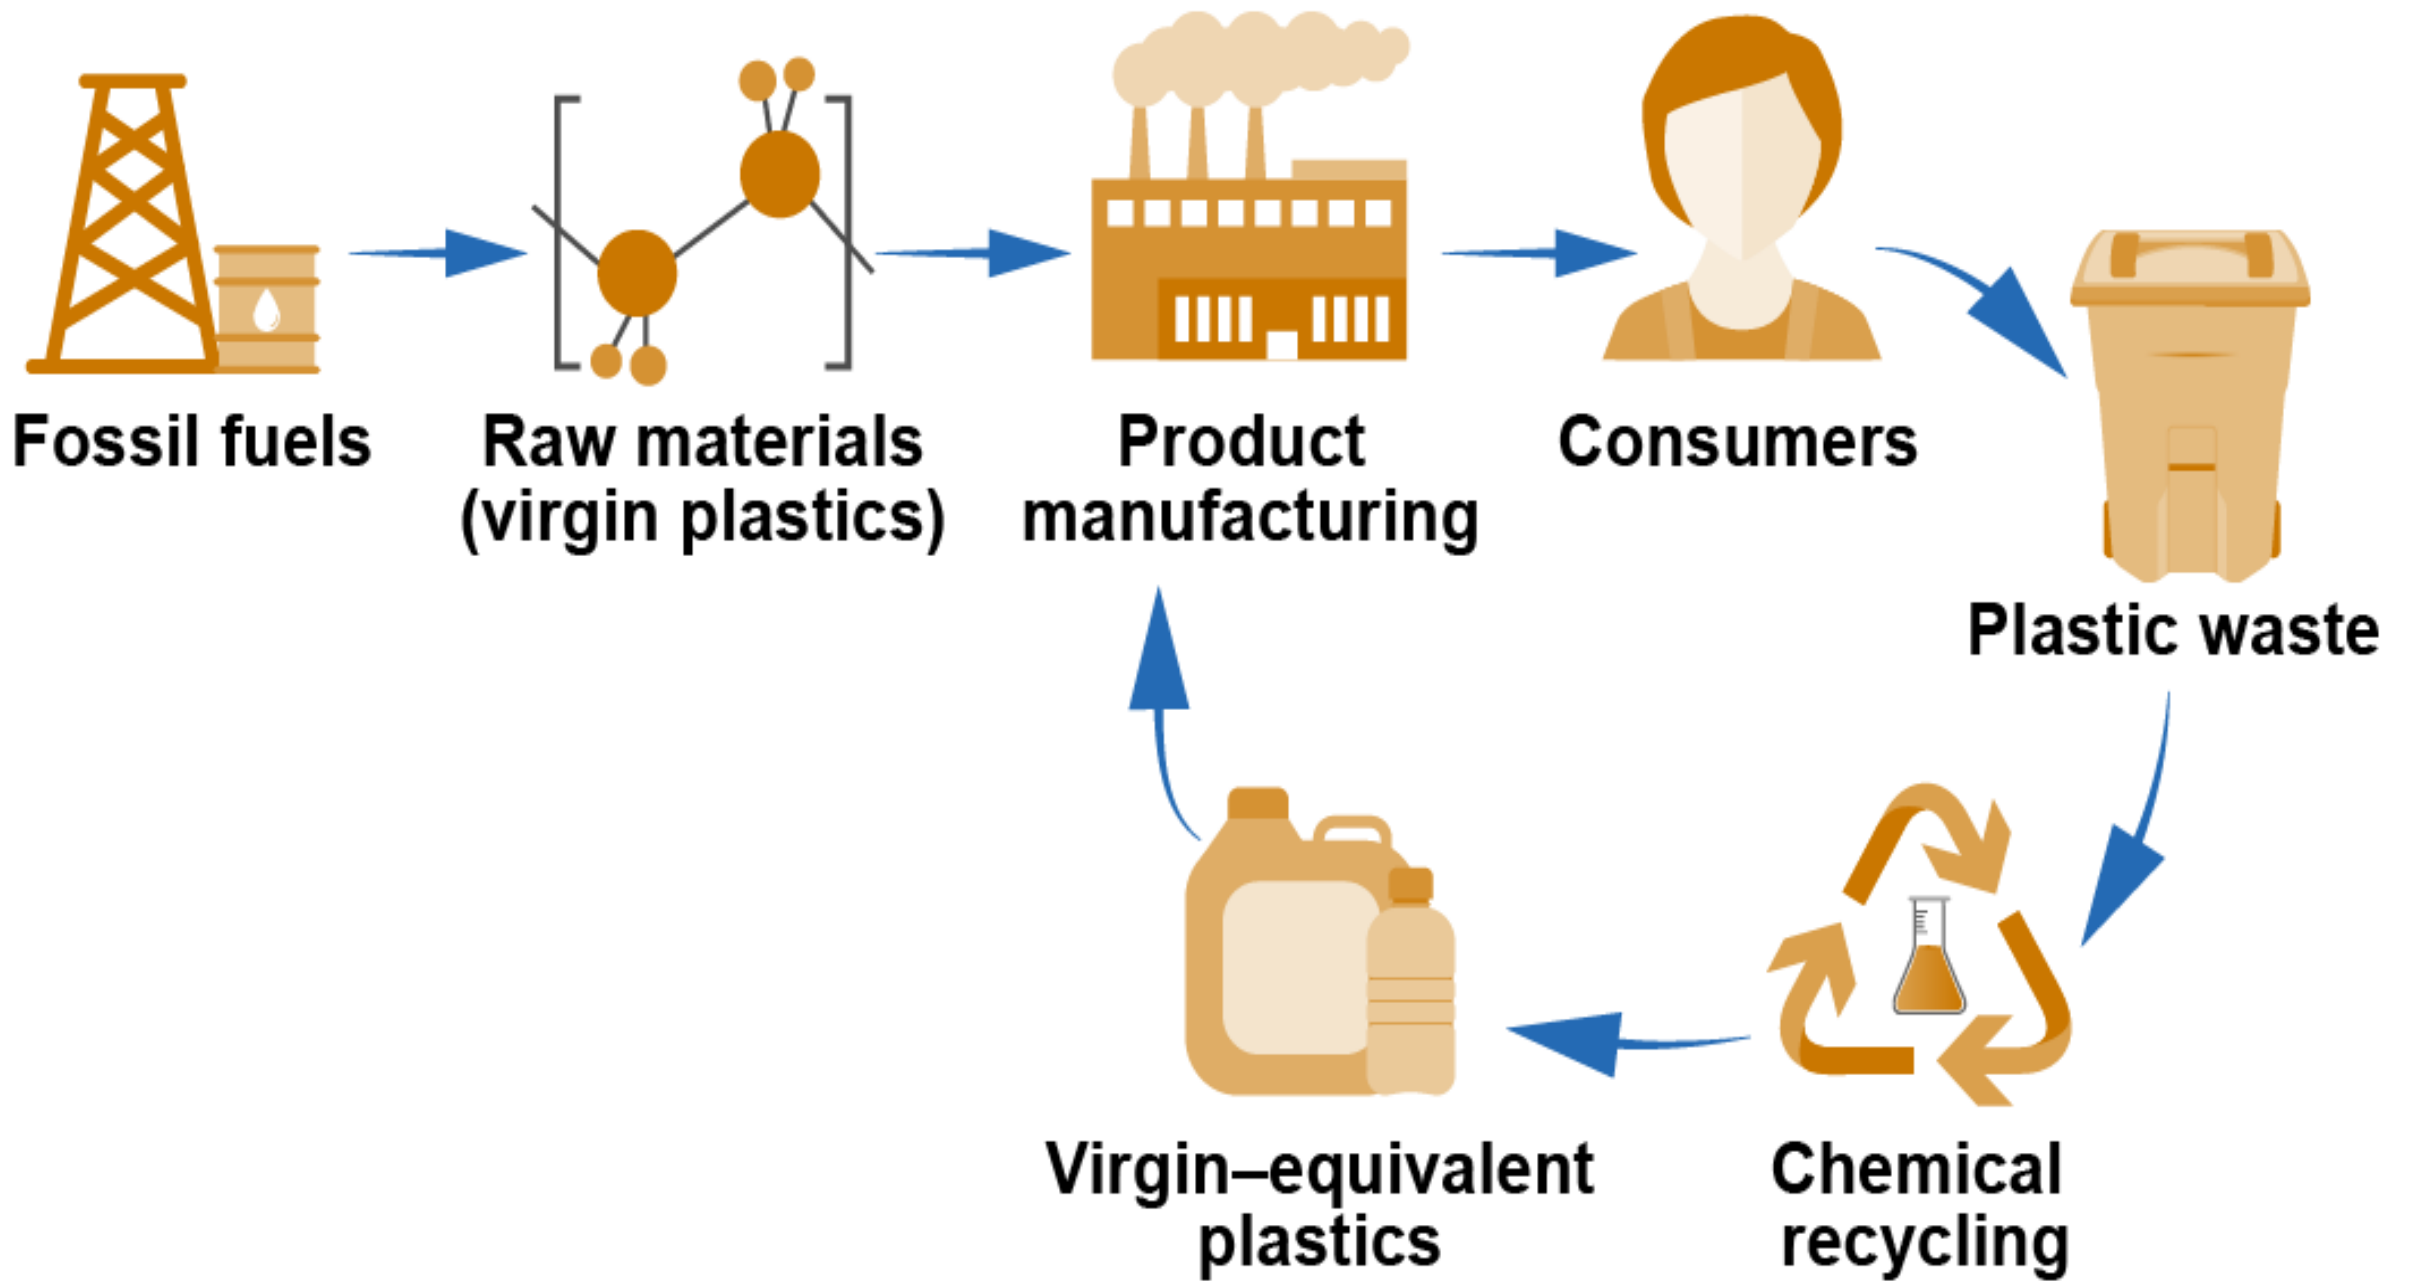 Fossil fuels
Raw materials
(virgin plastics)
Product
manufacturing
Consumers
Plastic waste
Virgin–equivalent
plastics
Chemical
recycling